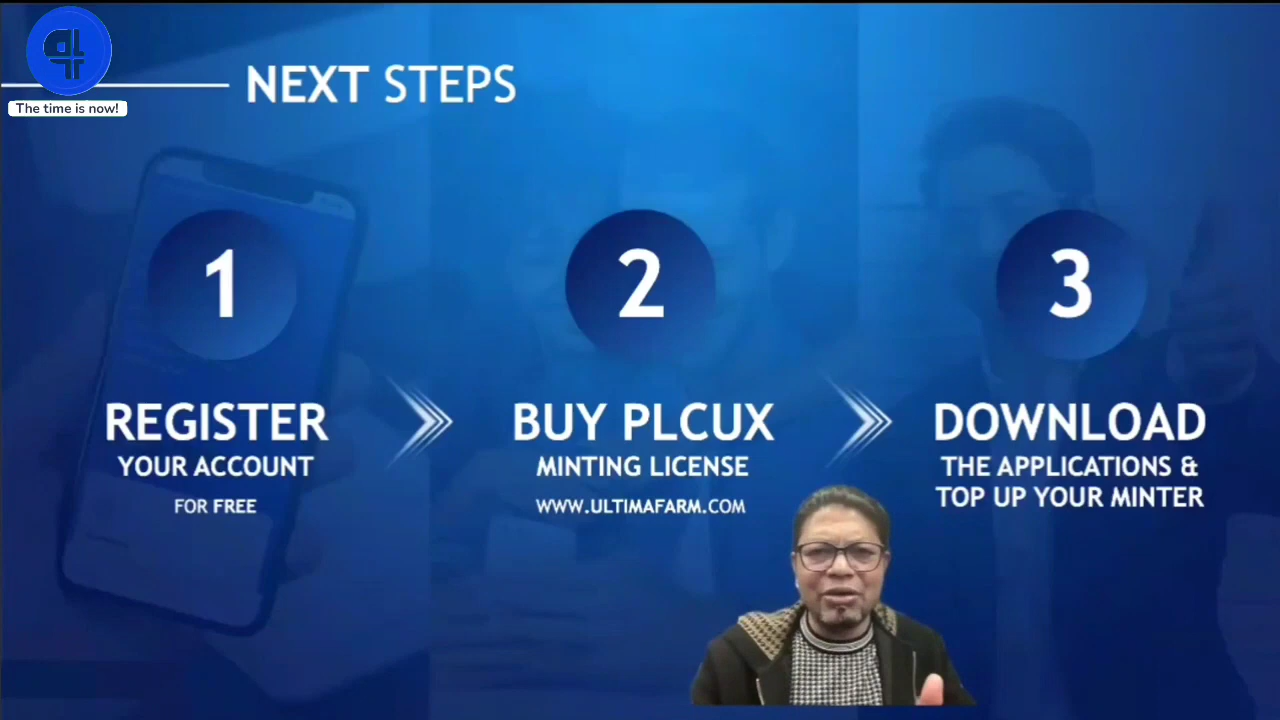 The time is now!
NEXT STEPS
1
REGISTER
YOUR ACCOUNT
FOR FREE
2
BUY PLCUX
MINTING LICENSE
WWW.ULTIMAFARM.COM
3
DOWNLOAD
THE APPLICATIONS &
TOP UP YOUR MINTER